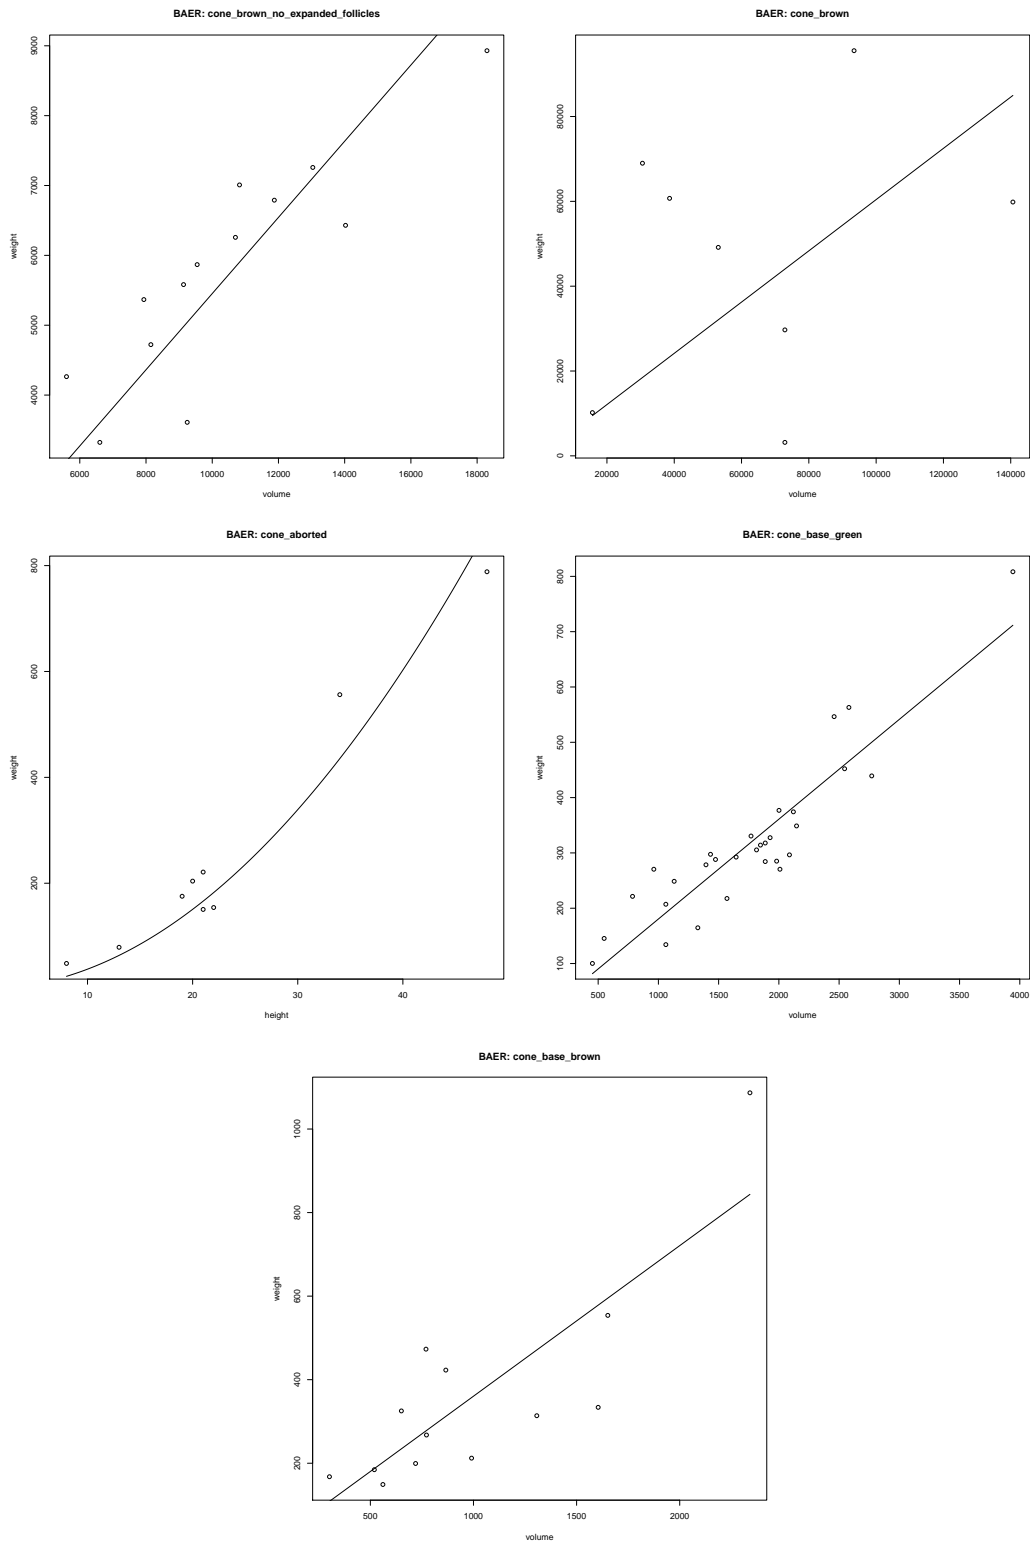 BAER: cone_brown_no_expanded_follicles
weight
9000
8000
7000
6000
5000
4000
6000 8000 10000 12000 14000 16000 18000
volume
BAER: cone_brown
weight
80000
60000
40000
20000
0
20000 40000 60000 80000 100000 120000 140000
volume
BAER: cone_aborted
weight
800
600
400
200
10 20 30 40
height
BAER: cone_base_green
weight
800
700
600
500
400
300
200
100
500 1000 1500 2000 2500 3000 3500 4000
volume
BAER: cone_base_brown
weight
1000
800
600
400
200
500 1000 1500 2000
volume